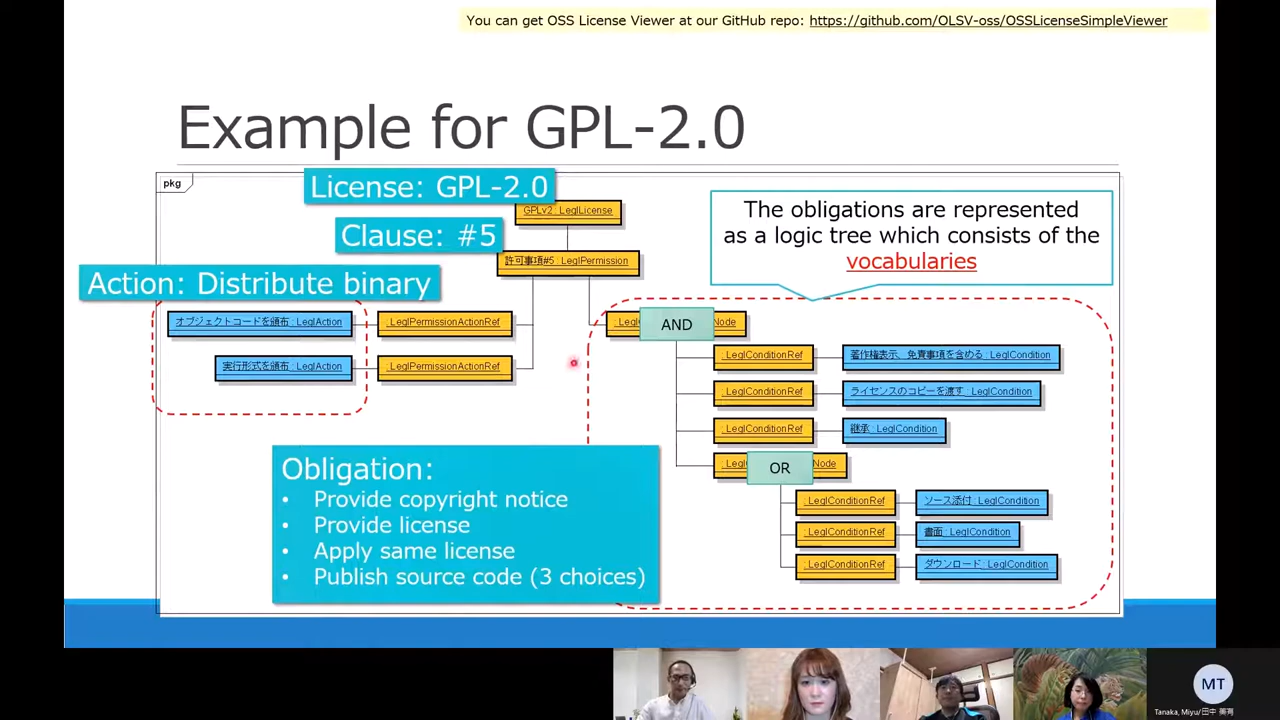 You can get OSS License Viewer at our GitHub repo: https://github.com/OLSV-oss/OSSLicenseSimpleViewer
Example for GPL-2.0
pkg
License: GPL-2.0
GPLv2 : LeglLicense
Clause: #5
許可事項#5 : LeglPermission
The obligations are represented
as a logic tree which consists of the
vocabularies
Action: Distribute binary
オブジェクトコードを頒布 : LeglAction
: LeglPermissionActionRef
AND
Node
実行形式を頒布 : LeglAction
: LeglPermissionActionRef
: LeglConditionRef
著作権表示、免責事項を含める : LeglCondition
: LeglConditionRef
ライセンスのコピーを渡す : LeglCondition
: LeglConditionRef
継承 : LeglCondition
OR
Node
: LeglConditionRef
ソース添付 : LeglCondition
: LeglConditionRef
書面 : LeglCondition
: LeglConditionRef
ダウンロード : LeglCondition
Obligation:
• Provide copyright notice
• Provide license
• Apply same license
• Publish source code (3 choices)
MT
Tanaka, Miyu/田中 美有